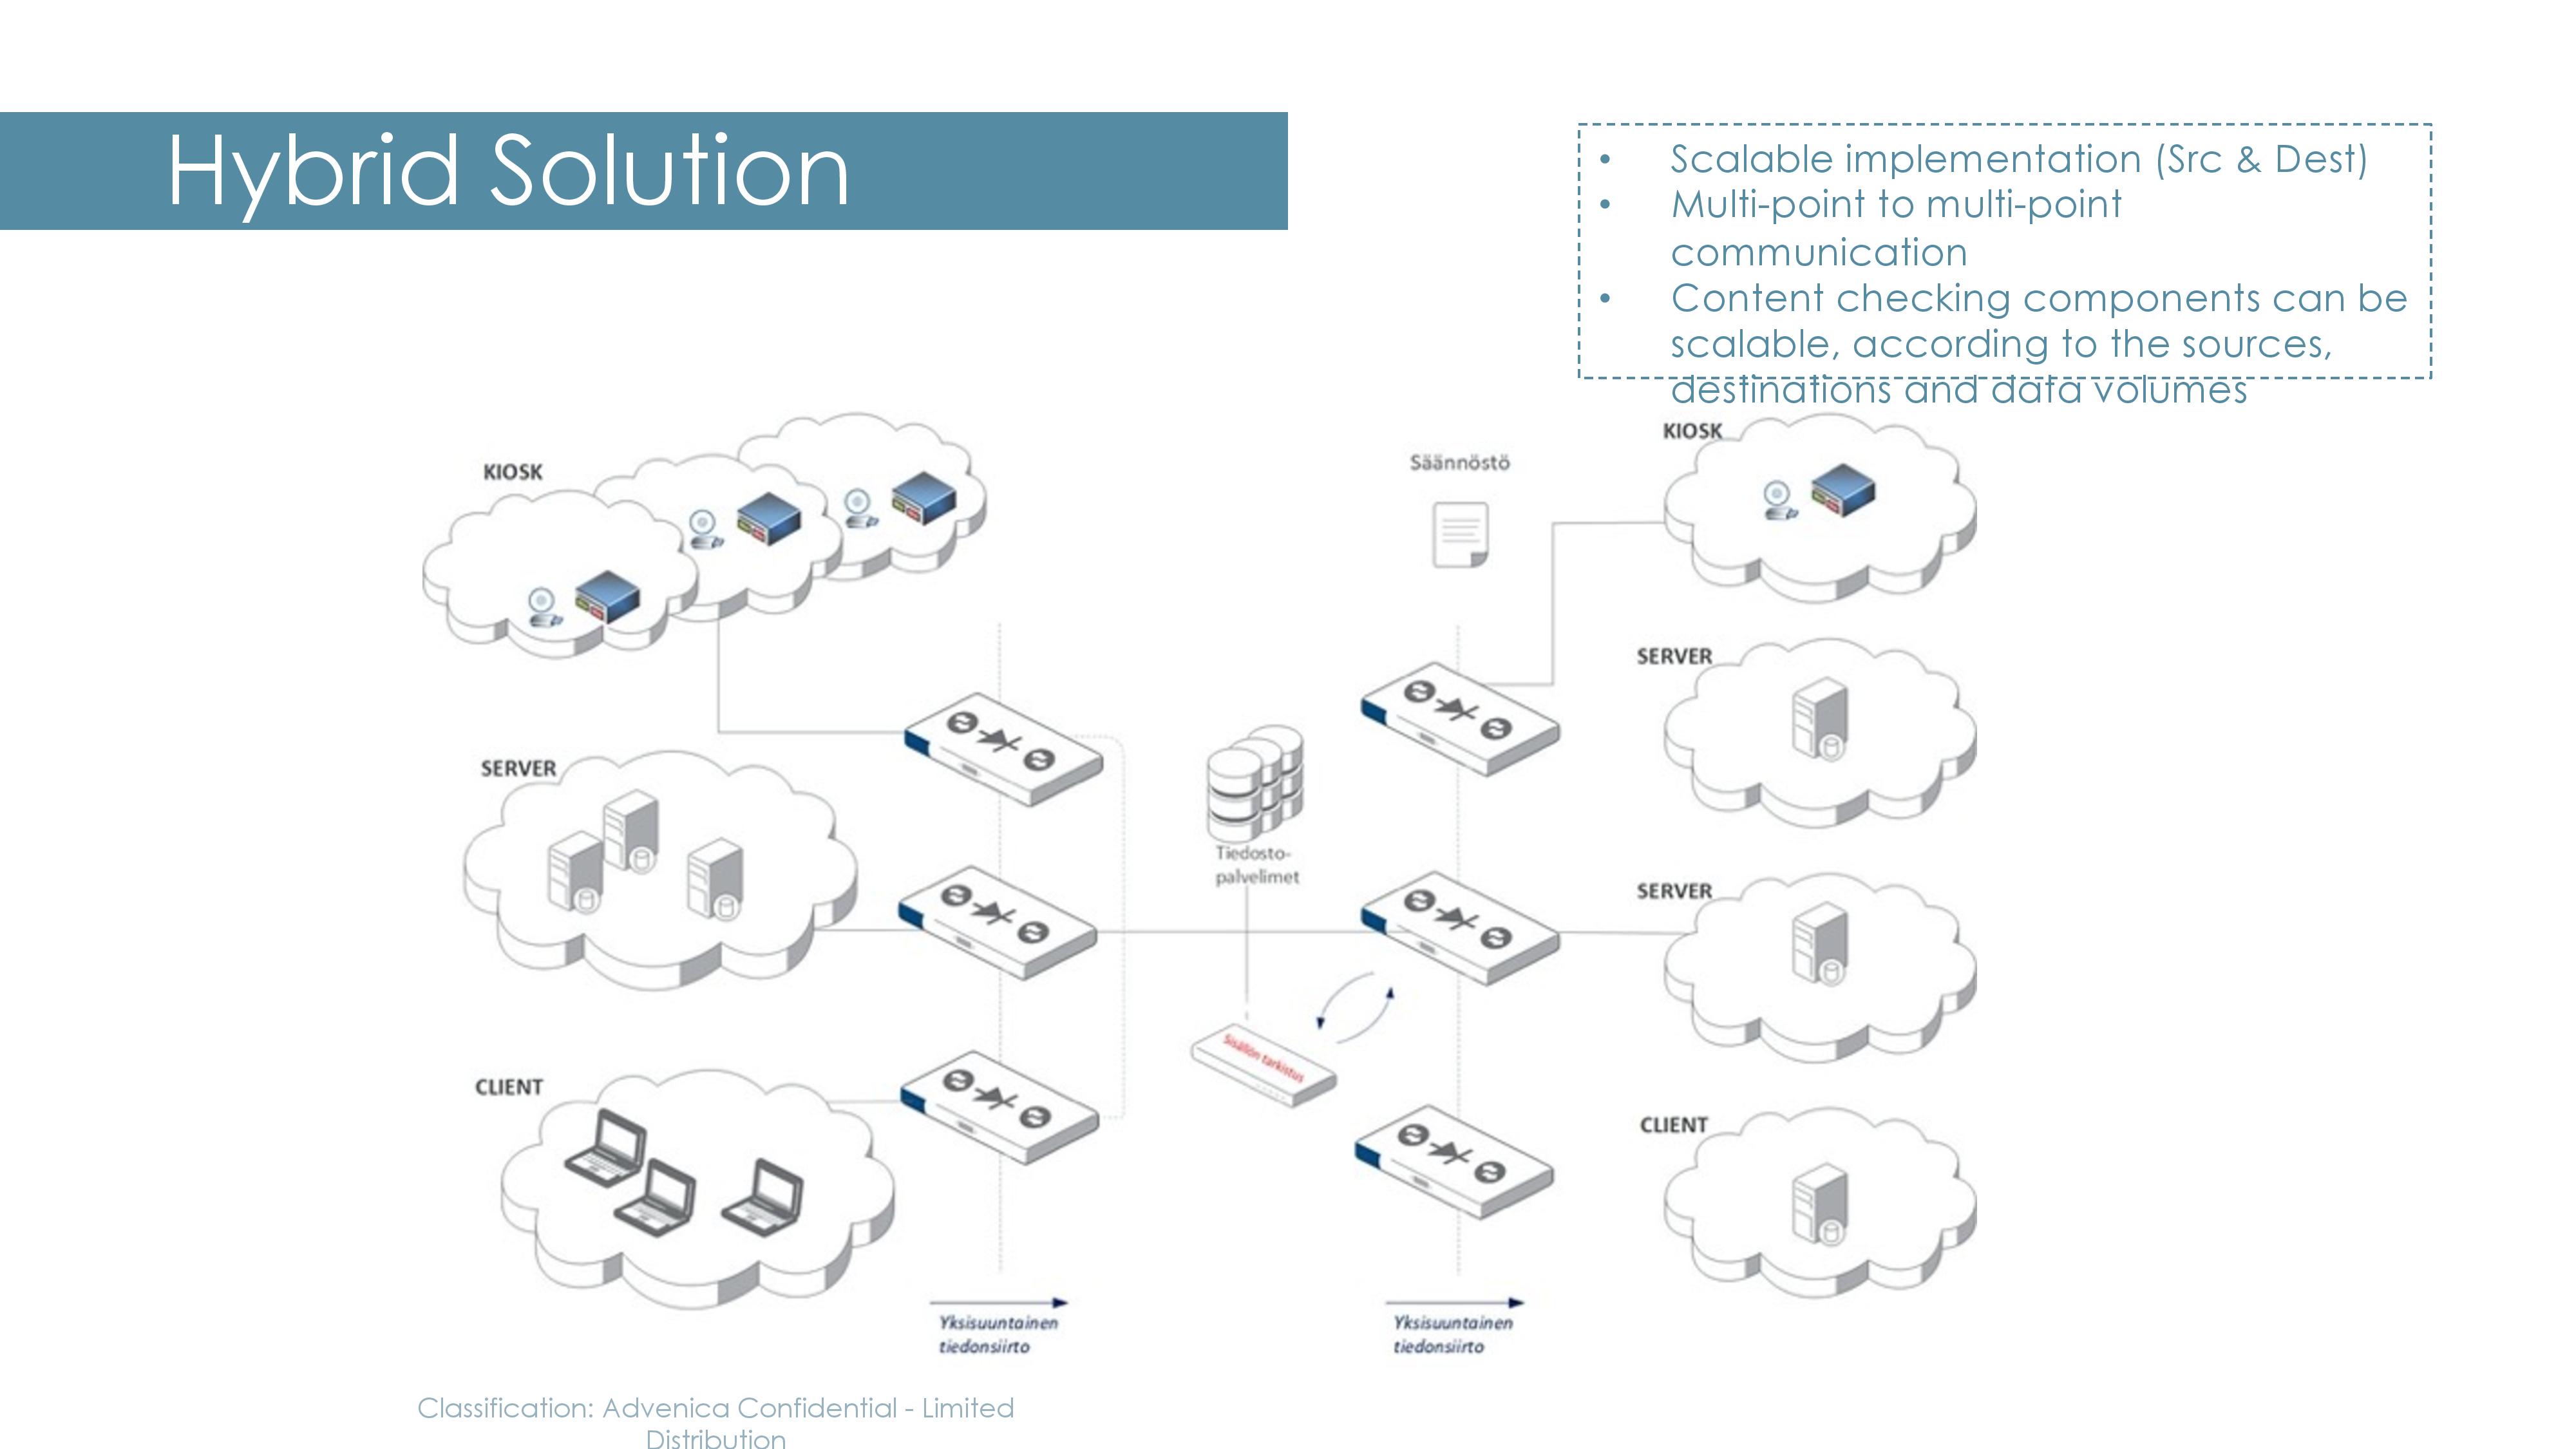 Hybrid Solution
• Scalable implementation (Src & Dest)
• Multi-point to multi-point
communication
• Content checking components can be
scalable, according to the sources,
destinations and data volumes
KIOSK
Säännöstö
KIOSK
SERVER
SERVER
Tiedosto-
palvelimet
SERVER
Sisällön tarkistus
CLIENT
CLIENT
Yksisuuntainen
tiedonsiirto
Yksisuuntainen
tiedonsiirto
Classification: Advenica Confidential - Limited
Distribution